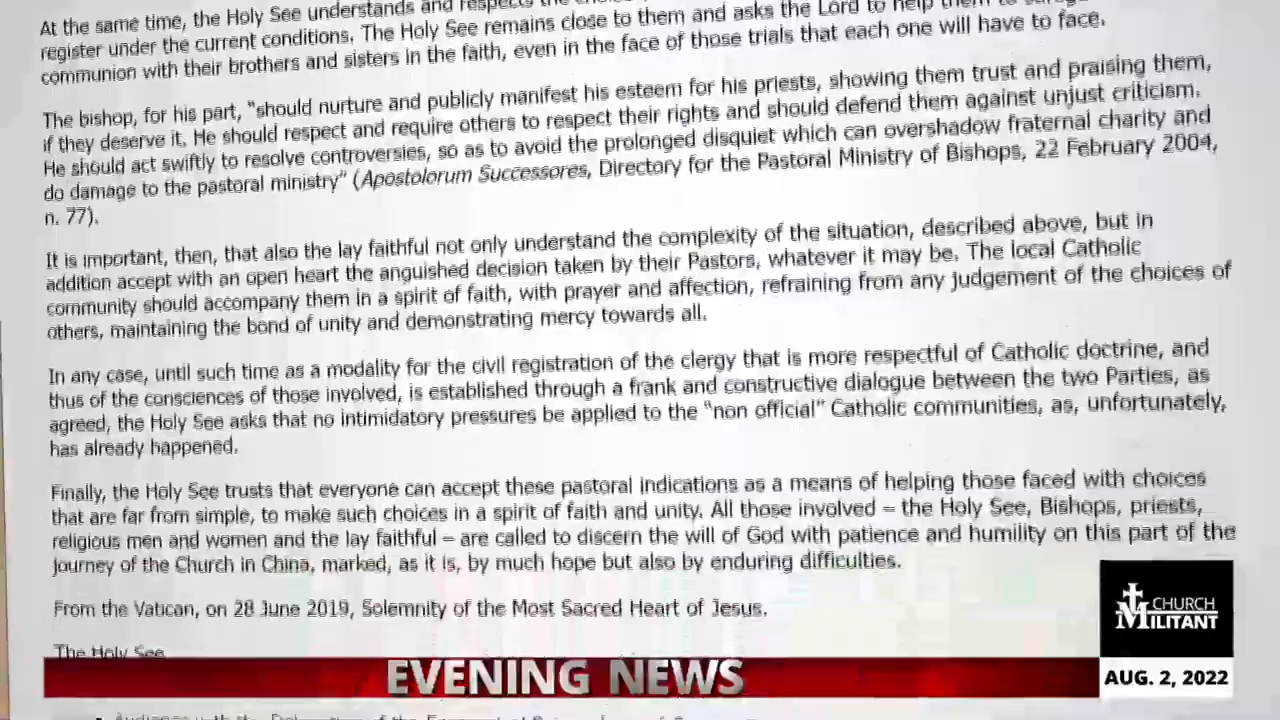 At the same time, the Holy See understands and respects the
register under the current conditions. The Holy See remains close to them and asks the Lord to help them to
communion with their brothers and sisters in the faith, even in the face of those trials that each one will have to face.
The bishop, for his part, "should nurture and publicly manifest his esteem for his priests, showing them trust and praising them,
if they deserve it. He should respect and require others to respect their rights and should defend them against unjust criticism.
He should act swiftly to resolve controversies, so as to avoid the prolonged disquiet which can overshadow fraternal charity and
do damage to the pastoral ministry" (Apostolorum Successores, Directory for the Pastoral Ministry of Bishops, 22 February 2004,
n. 77).
It is important, then, that also the lay faithful not only understand the complexity of the situation, described above, but in
addition accept with an open heart the anguished decision taken by their Pastors, whatever it may be. The local Catholic
community should accompany them in a spirit of faith, with prayer and affection, refraining from any judgement of the choices of
others, maintaining the bond of unity and demonstrating mercy towards all.
In any case, until such time as a modality for the civil registration of the clergy that is more respectful of Catholic doctrine, and
thus of the consciences of those involved, is established through a frank and constructive dialogue between the two Parties, as
agreed, the Holy See asks that no intimidatory pressures be applied to the "non official" Catholic communities, as, unfortunately,
has already happened.
Finally, the Holy See trusts that everyone can accept these pastoral indications as a means of helping those faced with choices
that are far from simple, to make such choices in a spirit of faith and unity. All those involved – the Holy See, Bishops, priests,
religious men and women and the lay faithful – are called to discern the will of God with patience and humility on this part of the
journey of the Church in China, marked, as it is, by much hope but also by enduring difficulties.
From the Vatican, on 28 June 2019, Solemnity of the Most Sacred Heart of Jesus.
The Holy See
CHURCH
MILITANT
EVENING NEWS
AUG. 2, 2022